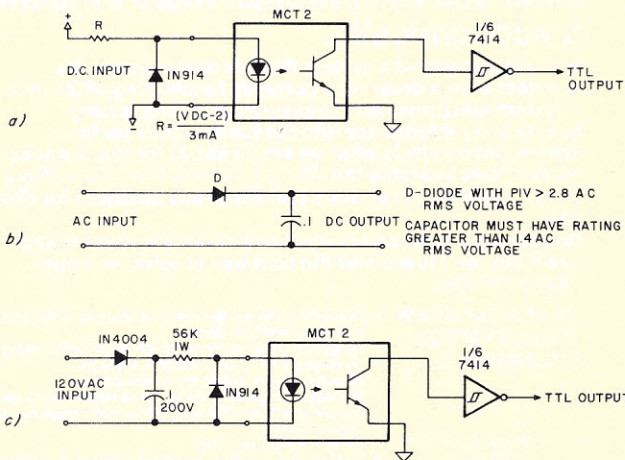 MCT 2
1/6
7414
+
R
D.C. INPUT
IN914
TTL
OUTPUT
a)
R= (VDC-2)
3mA
D
D-DIODE WITH PIV > 2.8 AC
RMS VOLTAGE
AC INPUT
.1
DC OUTPUT
CAPACITOR MUST HAVE RATING
GREATER THAN 1.4 AC
RMS VOLTAGE
b)
IN4004
56K
1W
MCT 2
1/6
7414
120VAC
INPUT
.1
200V
IN914
TTL OUTPUT
c)